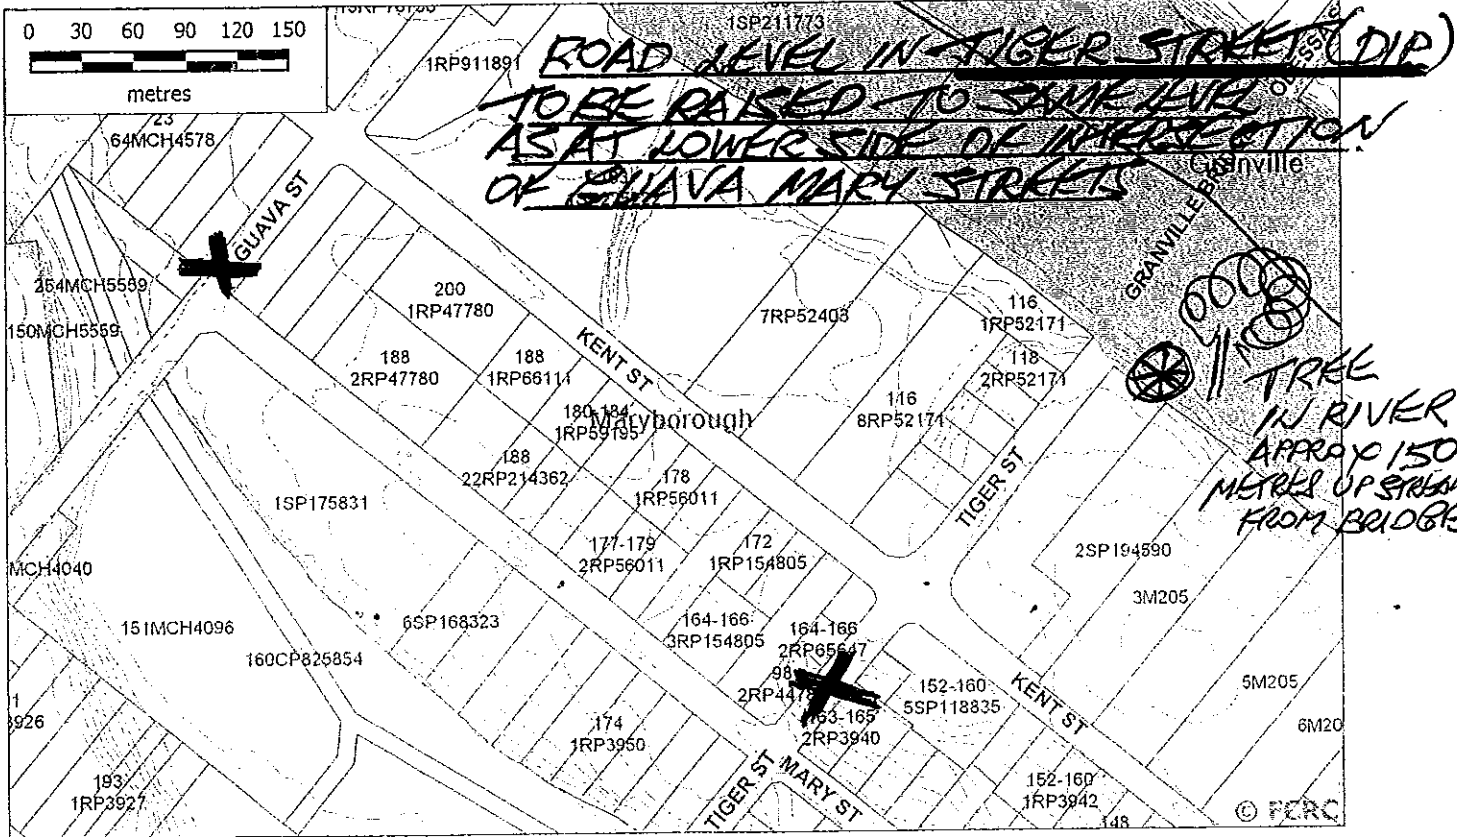 0 30 60 90 120 150
metres
1SP211773
1RP911891
ROAD LEVEL IN TIGER STREET (DIP)
TO BE RAISED TO SAME LEVEL
AS AT LOWER SIDE OF INTERSECTION
OF GUAVA MARY STREETS
Granville
23
64MCH4578
GUAVA ST
254MCH5559
150MCH5559
200
1RP47780
188
2RP47780
188
1RP66111
KENT ST
7RP52403
116
1RP52171
118
2RP52171
116
8RP52171
TREE
IN RIVER
APPROX 150
METRES UPSTREAM
FROM BRIDGE
180-184
1RP59195
Maryborough
188
22RP214362
178
1RP56011
1SP175831
TIGER ST
177-179
2RP56011
172
1RP154805
2SP194590
3M205
MCH4040
151MCH4096
160CP825854
6SP168323
164-166
3RP154805
164-166
2RP65647
98
163-165
2RP3940
152-160
5SP118835
KENT ST
5M205
6M20
174
1RP3950
193
1RP3927
TIGER ST
MARY ST
152-160
1RP3942
148
© FCRC